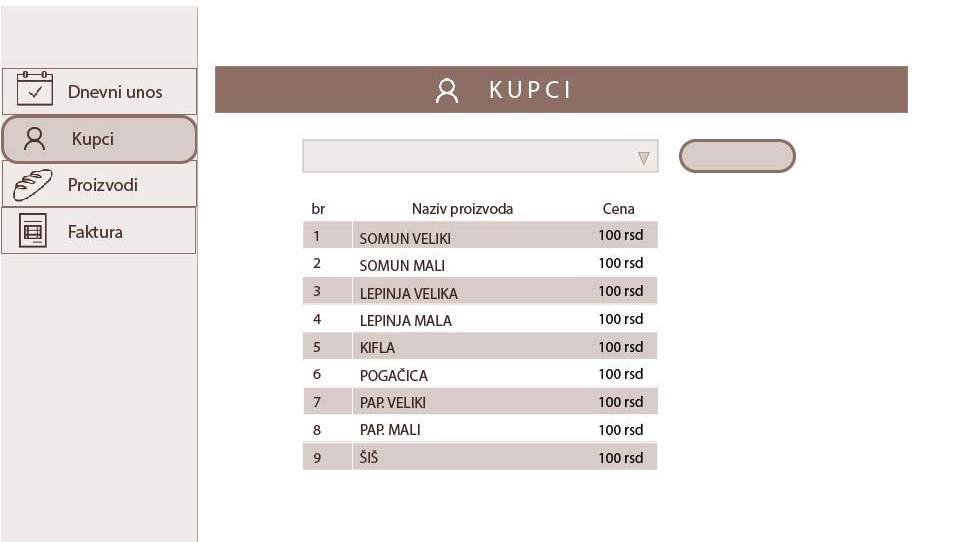 Dnevni unos
Kupci
Proizvodi
Faktura
KUPCI
br Naziv proizvoda Cena
1 SOMUN VELIKI 100 rsd
2 SOMUN MALI 100 rsd
3 LEPINJA VELIKA 100 rsd
4 LEPINJA MALA 100 rsd
5 KIFLA 100 rsd
6 POGAČICA 100 rsd
7 PAP. VELIKI 100 rsd
8 PAP. MALI 100 rsd
9 ŠIŠ 100 rsd